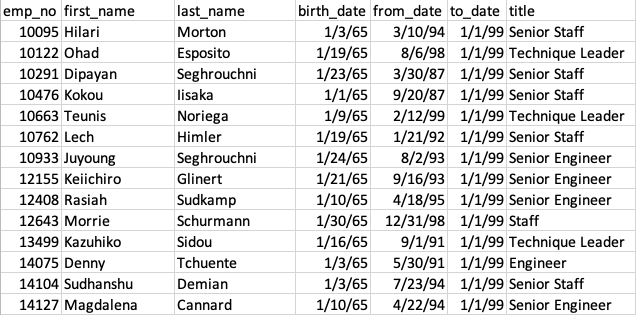 emp_no first_name last_name birth_date from_date to_date title
10095 Hilari Morton 1/3/65 3/10/94 1/1/99 Senior Staff
10122 Ohad Esposito 1/19/65 8/6/98 1/1/99 Technique Leader
10291 Dipayan Seghrouchni 1/23/65 3/30/87 1/1/99 Senior Staff
10476 Kokou Iisaka 1/1/65 9/20/87 1/1/99 Senior Staff
10663 Teunis Noriega 1/9/65 2/12/99 1/1/99 Technique Leader
10762 Lech Himler 1/19/65 1/21/92 1/1/99 Senior Staff
10933 Juyoung Seghrouchni 1/24/65 8/2/93 1/1/99 Senior Engineer
12155 Keiichiro Glinert 1/21/65 9/16/93 1/1/99 Senior Engineer
12408 Rasiah Sudkamp 1/10/65 4/18/95 1/1/99 Senior Engineer
12643 Morrie Schurmann 1/30/65 12/31/98 1/1/99 Staff
13499 Kazuhiko Sidou 1/16/65 9/1/91 1/1/99 Technique Leader
14075 Denny Tchuente 1/3/65 5/30/91 1/1/99 Engineer
14104 Sudhanshu Demian 1/3/65 7/23/94 1/1/99 Senior Staff
14127 Magdalena Cannard 1/10/65 4/22/94 1/1/99 Senior Engineer